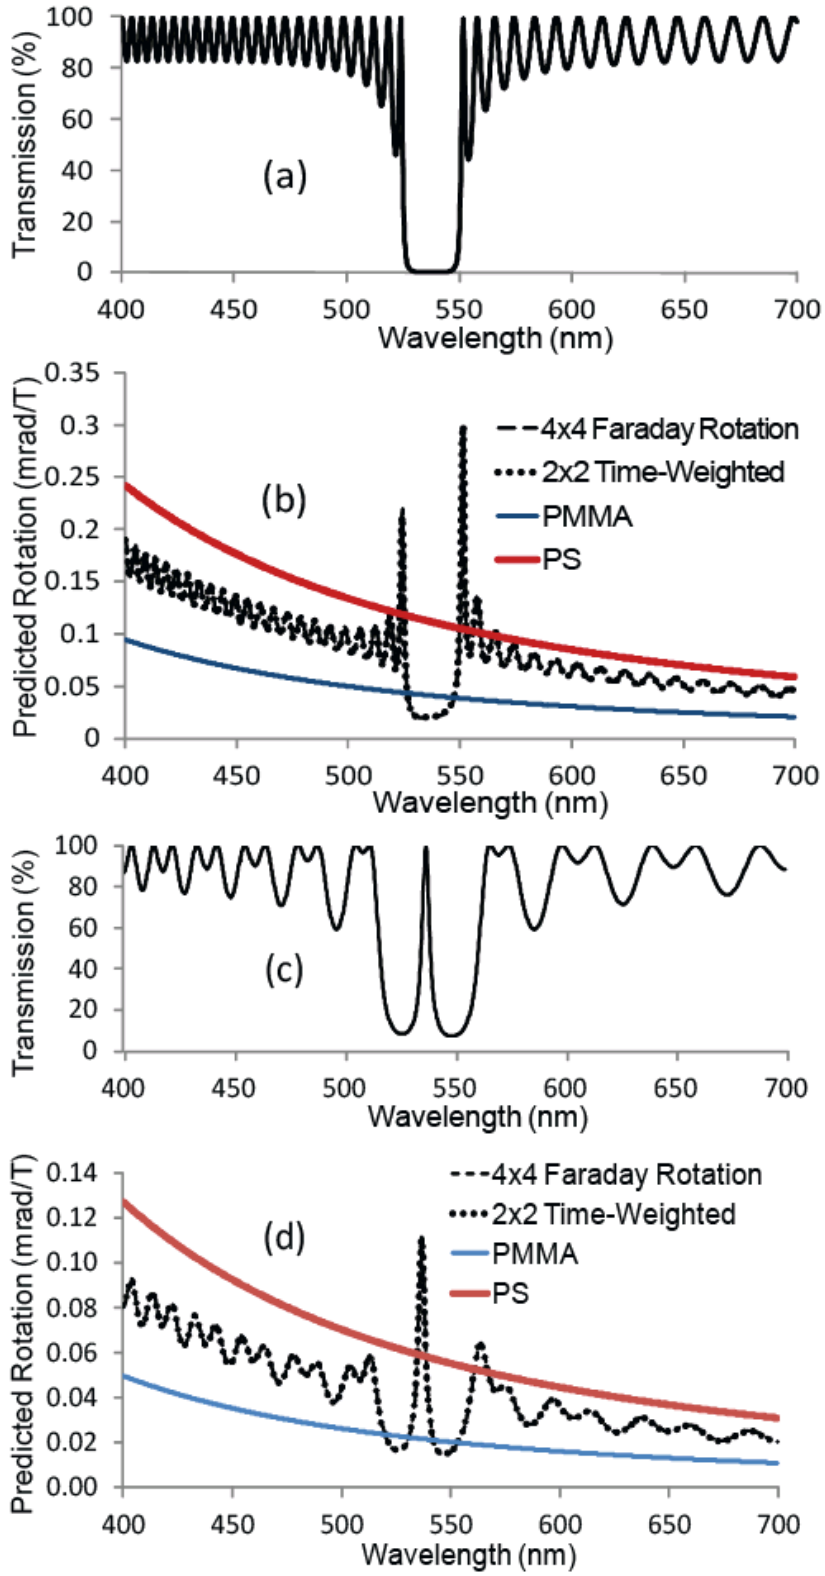 100
80
60
40
20
0
Transmission (%)
(a)
400 450 500 550 600 650 700
Wavelength (nm)
0.35
0.3
0.25
0.2
0.15
0.1
0.05
0
Predicted Rotation (mrad/T)
(b)
4x4 Faraday Rotation
2x2 Time-Weighted
PMMA
PS
400 450 500 550 600 650 700
Wavelength (nm)
100
80
60
40
20
0
Transmission (%)
(c)
400 450 500 550 600 650 700
Wavelength (nm)
0.14
0.12
0.10
0.08
0.06
0.04
0.02
0.00
Predicted Rotation (mrad/T)
(d)
4x4 Faraday Rotation
2x2 Time-Weighted
PMMA
PS
400 450 500 550 600 650 700
Wavelength (nm)